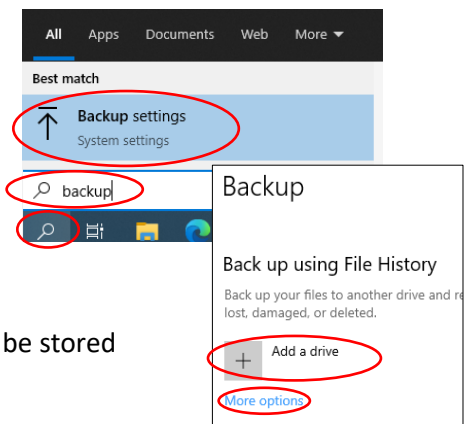 All Apps Documents Web More
Best match
Backup settings
System settings
backup
Backup
Back up using File History
Back up your files to another drive and
lost, damaged, or deleted.
be stored
Add a drive
More options